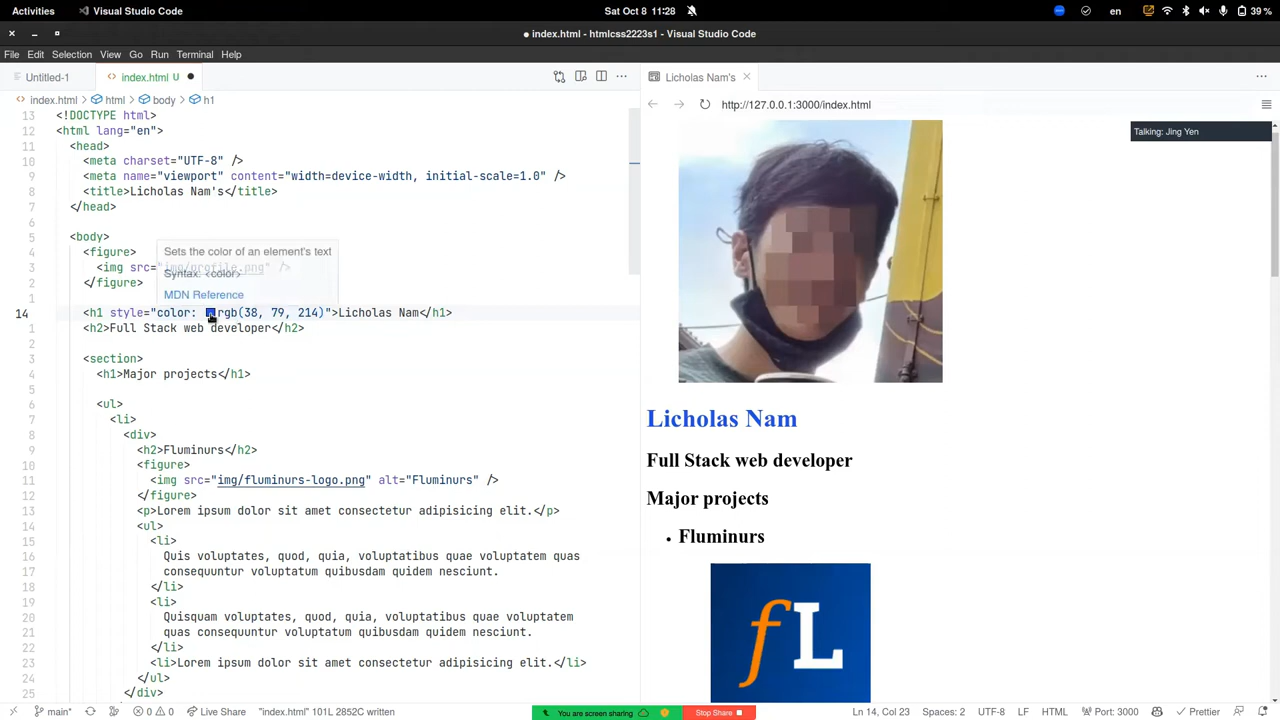 Activities
Visual Studio Code
Sat Oct 8 11:28
en
39 %
● index.html - htmlcss2223s1 - Visual Studio Code
File Edit Selection View Go Run Terminal Help
Untitled-1
index.html U
Licholas Nam's
index.html > html > body > h1
http://127.0.0.1:3000/index.html
Talking: Jing Yen
13 <!DOCTYPE html>
12 <html lang="en">
11 <head>
10 <meta charset="UTF-8" />
9 <meta name="viewport" content="width=device-width, initial-scale=1.0" />
8 <title>Licholas Nam's</title>
7 </head>
6
5 <body>
4 <figure>
3 <img src="img/profile.png" />
2 </figure>
1
Sets the color of an element's text
Syntax: <color>
MDN Reference
14 <h1 style="color: rgb(38, 79, 214)">Licholas Nam</h1>
1 <h2>Full Stack web developer</h2>
2
3 <section>
4 <h1>Major projects</h1>
5
6 <ul>
7 <li>
8 <div>
9 <h2>Fluminurs</h2>
10 <figure>
11 <img src="img/fluminurs-logo.png" alt="Fluminurs" />
12 </figure>
13 <p>Lorem ipsum dolor sit amet consectetur adipisicing elit.</p>
14 <ul>
15 <li>
16 Quis voluptates, quod, quia, voluptatibus quae voluptatem quas
17 consequuntur voluptatum quibusdam quidem nesciunt.
18 </li>
19 <li>
20 Quisquam voluptates, quod, quia, voluptatibus quae voluptatem
21 quas consequuntur voluptatum quibusdam quidem nesciunt.
22 </li>
23 <li>Lorem ipsum dolor sit amet consectetur adipisicing elit.</li>
24 </ul>
25 </div>
Licholas Nam
Full Stack web developer
Major projects
• Fluminurs
fL
main*
0 0
Live Share
"index.html" 101L 2852C written
You are screen sharing
Stop Share
Ln 14, Col 23
Spaces: 2
UTF-8
LF
HTML
Port: 3000
Prettier